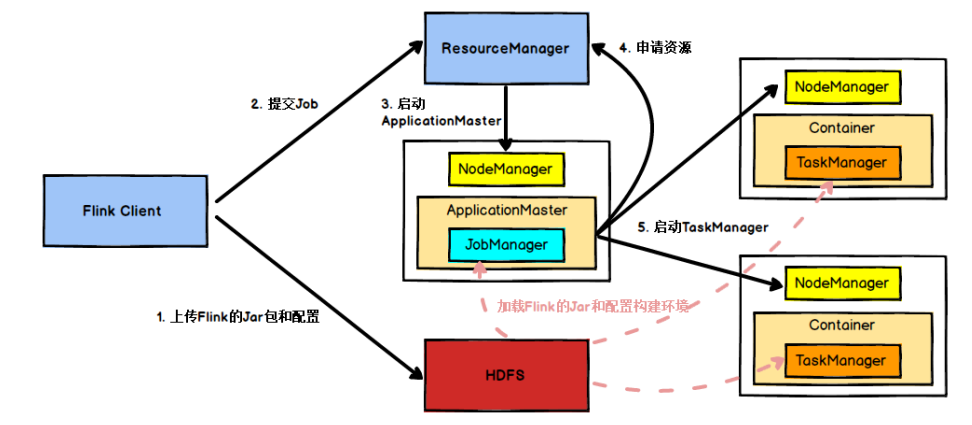 ResourceManager
4. 申请资源
2. 提交Job
3. 启动
ApplicationMaster
NodeManager
Container
TaskManager
NodeManager
ApplicationMaster
JobManager
Flink Client
5. 启动TaskManager
NodeManager
Container
TaskManager
1. 上传Flink的Jar包和配置
加载Flink的Jar和配置构建环境
HDFS